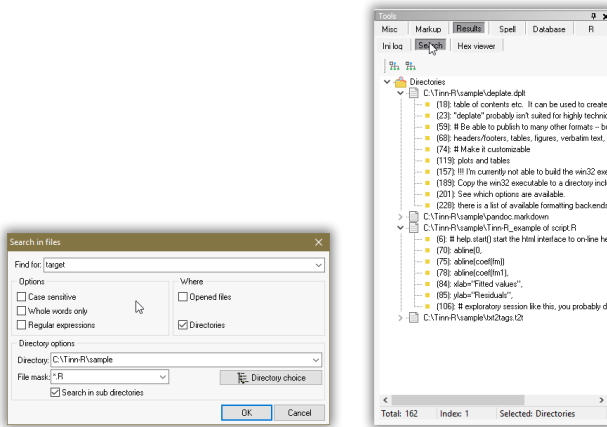 Search in files
Find for: target
Options
Case sensitive
Whole words only
Regular expressions
Where
Opened files
Directories
Directory options
Directory: C:\Tinn-R\sample
File mask: *.R
Directory choice
Search in sub directories
OK Cancel
Tools
Misc Markup Results Spell Database R
Ini log Search Hex viewer
Directories
C:\Tinn-R\sample\deplate.dplt
(18): table of contents etc. It can be used to create
(23): "deplate" probably isn't suited for highly technic
(59): # Be able to publish to many other formats -- b
(68): headers/footers, tables, figures, verbatim text,
(74): # Make it customizable
(119): plots and tables
(157): !!! I'm currently not able to build the win32 exe
(189): Copy the win32 executable to a directory incl
(201): See which options are available.
(228): there is a list of available formatting backends
C:\Tinn-R\sample\pandoc.markdown
C:\Tinn-R\sample\Tinn-R_example of script.R
(6): # help.start() start the html interface to on-line he
(70): abline(0,
(75): abline(coef(fm))
(78): abline(coef(fm1),
(84): xlab="Fitted values",
(85): ylab="Residuals",
(106): # exploratory session like this, you probably d
C:\Tinn-R\sample\txt2tags.t2t
Total: 162 Index: 1 Selected: Directories